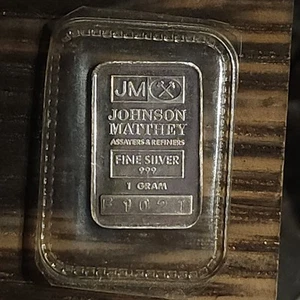 JM
JOHNSON
MATTHEY
ASSAYERS & REFINERS
FINE SILVER
999
1 GRAM